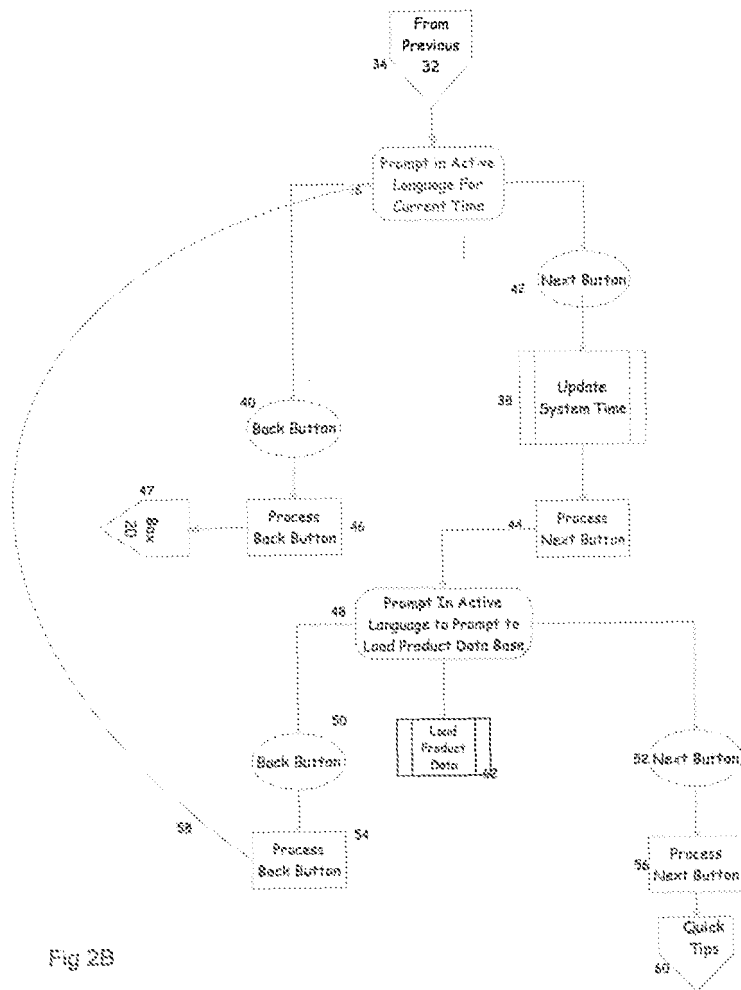 From
Previous
32
34
Prompt in Active
Language For
Current Time
Next Button
42
Update
System Time
38
40
Back Button
47
Box
20
Process
Back Button
46
Process
Next Button
44
Prompt In Active
Language to Prompt to
Load Product Data Base
48
50
Back Button
Load
Product
Data
62
52 Next Button
58
54
Process
Back Button
56
Process
Next Button
Quick
Tips
60
Fig 2B